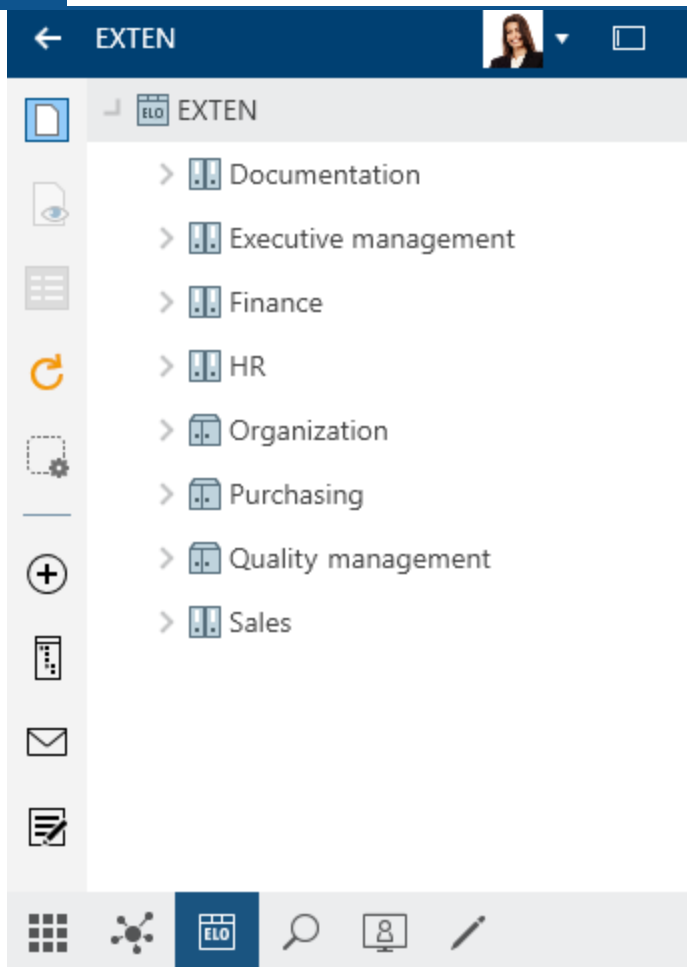 EXTEN
ELO EXTEN
Documentation
Executive management
Finance
HR
Organization
Purchasing
Quality management
Sales
ELO